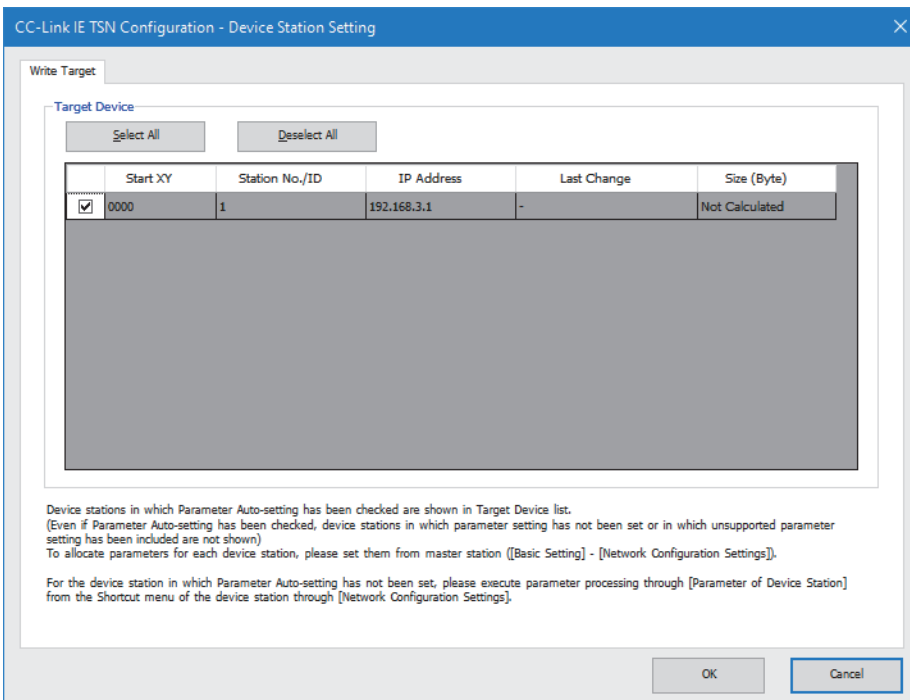 CC-Link IE TSN Configuration - Device Station Setting
Write Target
Target Device
Select All Deselect All
Start XY Station No./ID IP Address Last Change Size (Byte)
0000 1 192.168.3.1 - Not Calculated
Device stations in which Parameter Auto-setting has been checked are shown in Target Device list.
(Even if Parameter Auto-setting has been checked, device stations in which parameter setting has not been set or in which unsupported parameter
setting has been included are not shown)
To allocate parameters for each device station, please set them from master station ([Basic Setting] - [Network Configuration Settings]).
For the device station in which Parameter Auto-setting has not been set, please execute parameter processing through [Parameter of Device Station]
from the Shortcut menu of the device station through [Network Configuration Settings].
OK Cancel